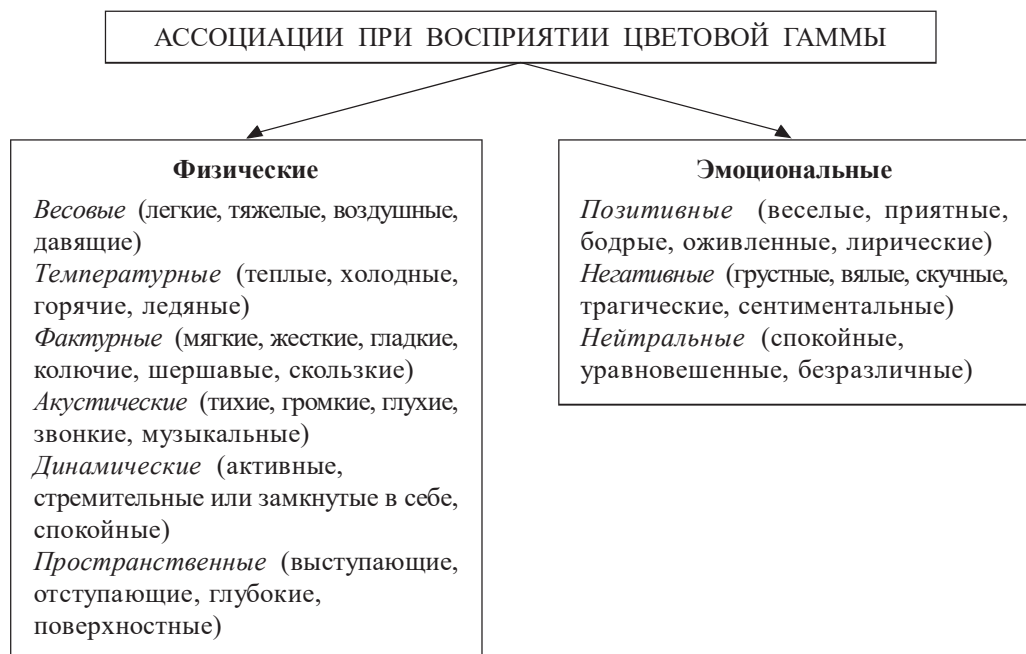 АССОЦИАЦИИ ПРИ ВОСПРИЯТИИ ЦВЕТОВОЙ ГАММЫ
Физические
Весовые (легкие, тяжелые, воздушные,
давящие)
Температурные (теплые, холодные,
горячие, ледяные)
Фактурные (мягкие, жесткие, гладкие,
колючие, шершавые, скользкие)
Акустические (тихие, громкие, глухие,
звонкие, музыкальные)
Динамические (активные,
стремительные или замкнутые в себе,
спокойные)
Пространственные (выступающие,
отступающие, глубокие,
поверхностные)
Эмоциональные
Позитивные (веселые, приятные,
бодрые, оживленные, лирические)
Негативные (грустные, вялые, скучные,
трагические, сентиментальные)
Нейтральные (спокойные,
уравновешенные, безразличные)